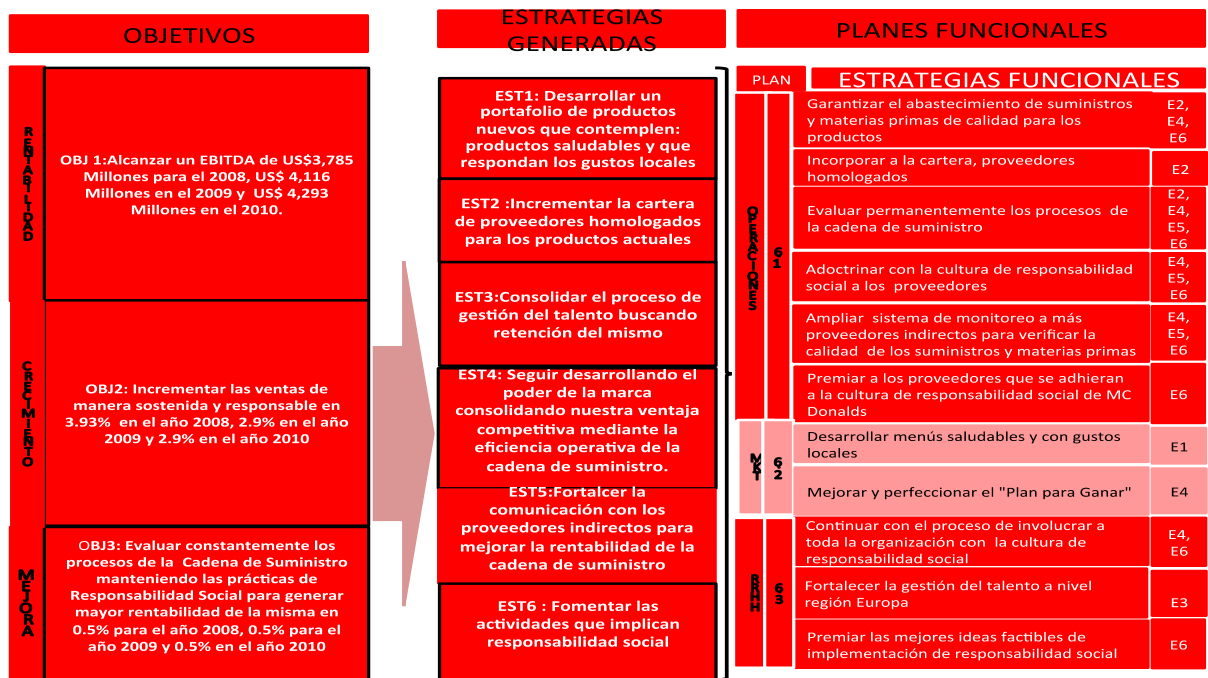 OBJETIVOS
RENTABILIDAD
OBJ 1:Alcanzar un EBITDA de US$3,785
Millones para el 2008, US$ 4,116
Millones en el 2009 y US$ 4,293
Millones en el 2010.
CRECIMIENTO
OBJ2: Incrementar las ventas de
manera sostenida y responsable en
3.93% en el año 2008, 2.9% en el año
2009 y 2.9% en el año 2010
MEJORA
OBJ3: Evaluar constantemente los
procesos de la Cadena de Suministro
manteniendo las prácticas de
Responsabilidad Social para generar
mayor rentabilidad de la misma en
0.5% para el año 2008, 0.5% para el
año 2009 y 0.5% en el año 2010
ESTRATEGIAS
GENERADAS
EST1: Desarrollar un
portafolio de productos
nuevos que contemplen:
productos saludables y que
respondan los gustos locales
EST2 :Incrementar la cartera
de proveedores homologados
para los productos actuales
EST3:Consolidar el proceso de
gestión del talento buscando
retención del mismo
EST4: Seguir desarrollando el
poder de la marca
consolidando nuestra ventaja
competitiva mediante la
eficiencia operativa de la
cadena de suministro.
EST5:Fortalcer la
comunicación con los
proveedores indirectos para
mejorar la rentabilidad de la
cadena de suministro
EST6 : Fomentar las
actividades que implican
responsabilidad social
PLANES FUNCIONALES
PLAN
ESTRATEGIAS FUNCIONALES
OPERACIONES
6.1
Garantizar el abastecimiento de suministros
y materias primas de calidad para los
productos
E2,
E4,
E6
Incorporar a la cartera, proveedores
homologados
E2
Evaluar permanentemente los procesos de
la cadena de suministro
E2,
E4,
E5,
E6
Adoctrinar con la cultura de responsabilidad
social a los proveedores
E4,
E5,
E6
Ampliar sistema de monitoreo a más
proveedores indirectos para verificar la
calidad de los suministros y materias primas
E4,
E5,
E6
Premiar a los proveedores que se adhieran
a la cultura de responsabilidad social de MC
Donalds
E6
MKT
6.2
Desarrollar menús saludables y con gustos
locales
E1
Mejorar y perfeccionar el "Plan para Ganar"
E4
RRHH
6.3
Continuar con el proceso de involucrar a
toda la organización con la cultura de
responsabilidad social
E4,
E6
Fortalecer la gestión del talento a nivel
región Europa
E3
Premiar las mejores ideas factibles de
implementación de responsabilidad social
E6